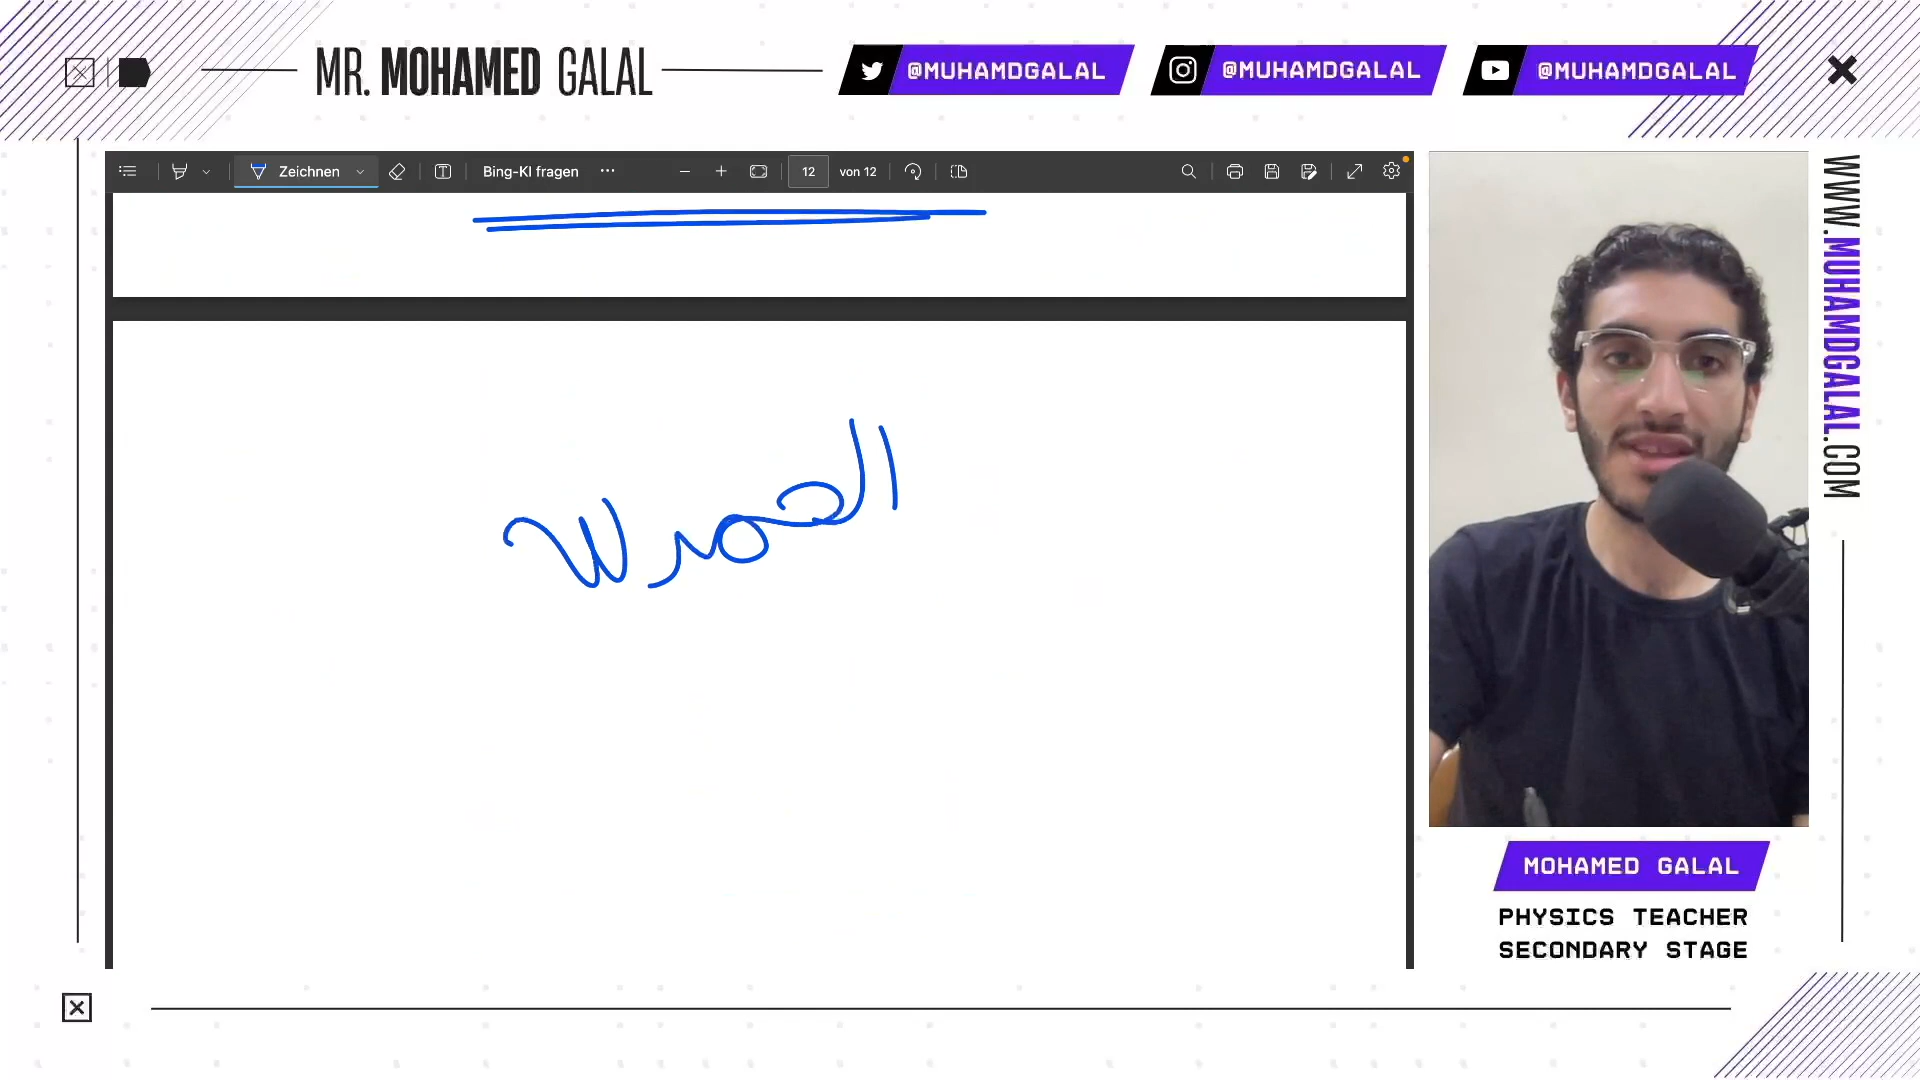 MR. MOHAMED GALAL
@MUHAMDGALAL
@MUHAMDGALAL
@MUHAMDGALAL
Zeichnen
Bing-KI fragen
12
von 12
WWW.MUHAMDGALAL.COM
MOHAMED GALAL
PHYSICS TEACHER
SECONDARY STAGE